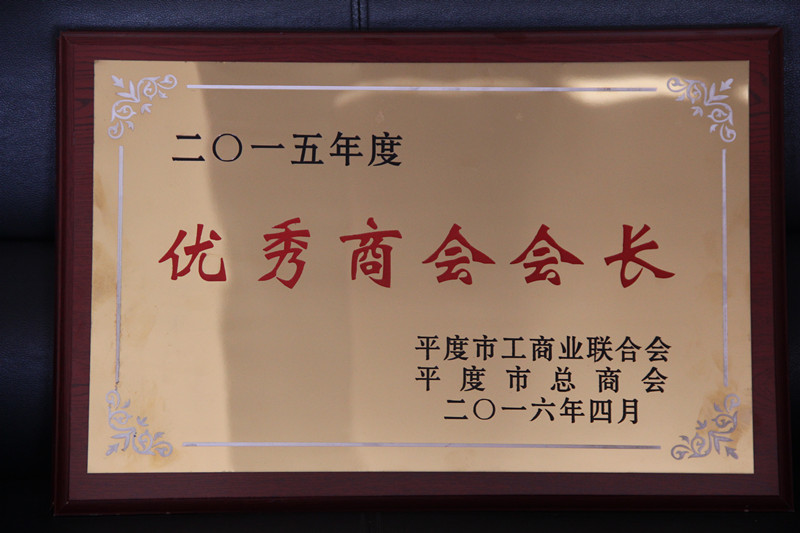 二〇一五年度
优秀商会会长
平度市工商业联合会
平度市总商会
二〇一六年四月